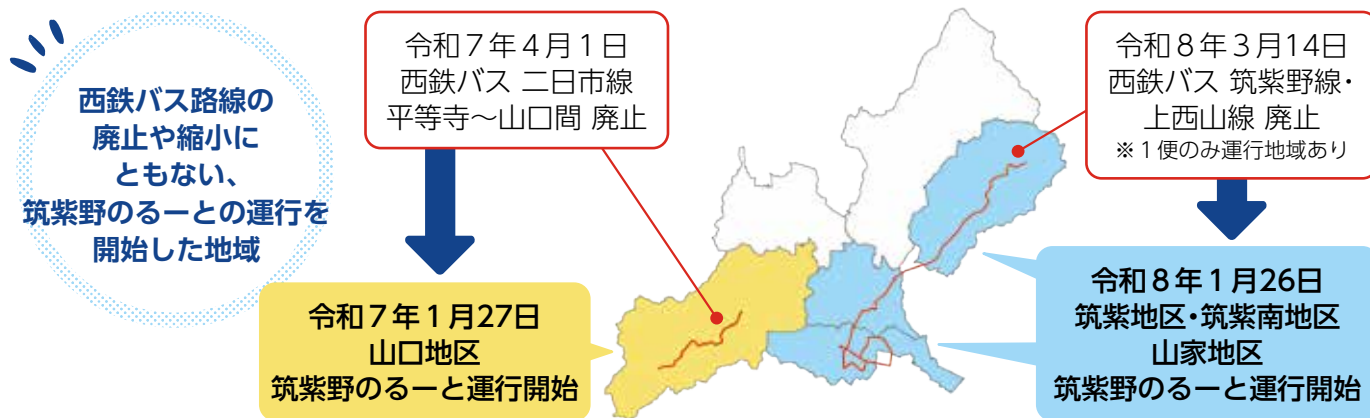 西鉄バス路線の
廃止や縮小に
ともない、
筑紫野のるーとの運行を
開始した地域
令和７年４月１日
西鉄バス 二日市線
平等寺～山口間 廃止
令和７年１月27日
山口地区
筑紫野のるーと運行開始
令和８年３月14日
西鉄バス 筑紫野線・
上西山線 廃止
※１便のみ運行地域あり
令和８年１月26日
筑紫地区・筑紫南地区
山家地区
筑紫野のるーと運行開始